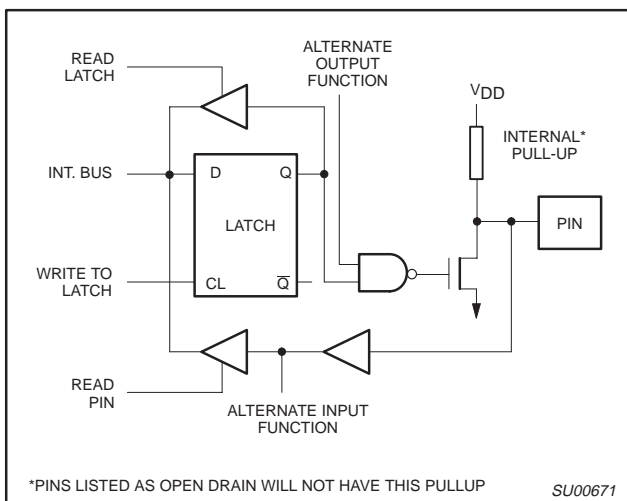 READ
LATCH
ALTERNATE
OUTPUT
FUNCTION
VDD
INTERNAL*
PULL-UP
INT. BUS
D
Q
LATCH
PIN
WRITE TO
LATCH
CL
Q̅
READ
PIN
ALTERNATE INPUT
FUNCTION
*PINS LISTED AS OPEN DRAIN WILL NOT HAVE THIS PULLUP
SU00671